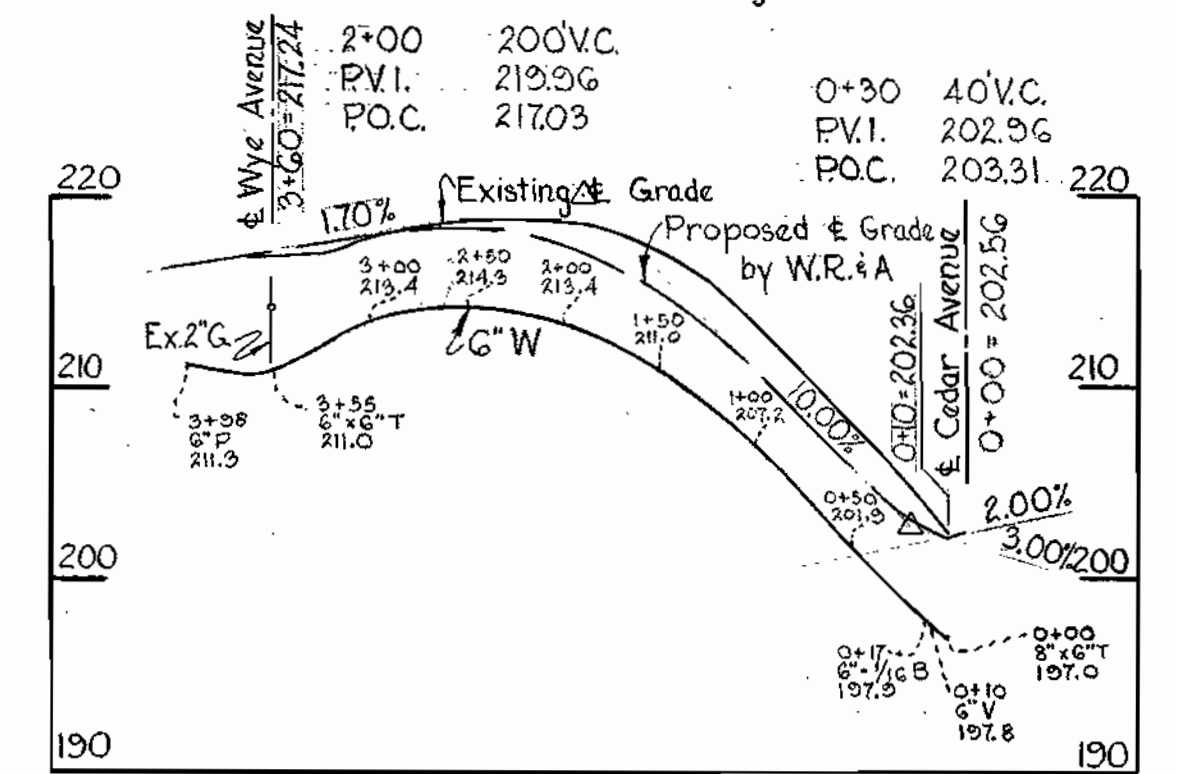 ℄ Wye Avenue
3+60=217.24
2+00 200'V.C.
P.V.I. 219.96
P.O.C. 217.03
0+30 40'V.C.
P.V.I. 202.96
P.O.C. 203.31
220
220
1.70%
Existing ℄ Grade
Proposed ℄ Grade
by W.R.&A
3+00
213.4
2+50
214.3
2+00
213.4
1+50
211.0
Ex.2"G
6"W
210
210
1+00
207.2
10.00%
0+10=202.36
℄ Cedar Avenue
0+00=202.56
3+98
6"P
211.3
3+55
6"x6"T
211.0
0+50
201.9
2.00%
3.00%
200
200
0+17
6"-1/16 B
197.9
0+10
6"V
197.8
0+00
8"x6"T
197.0
190
190